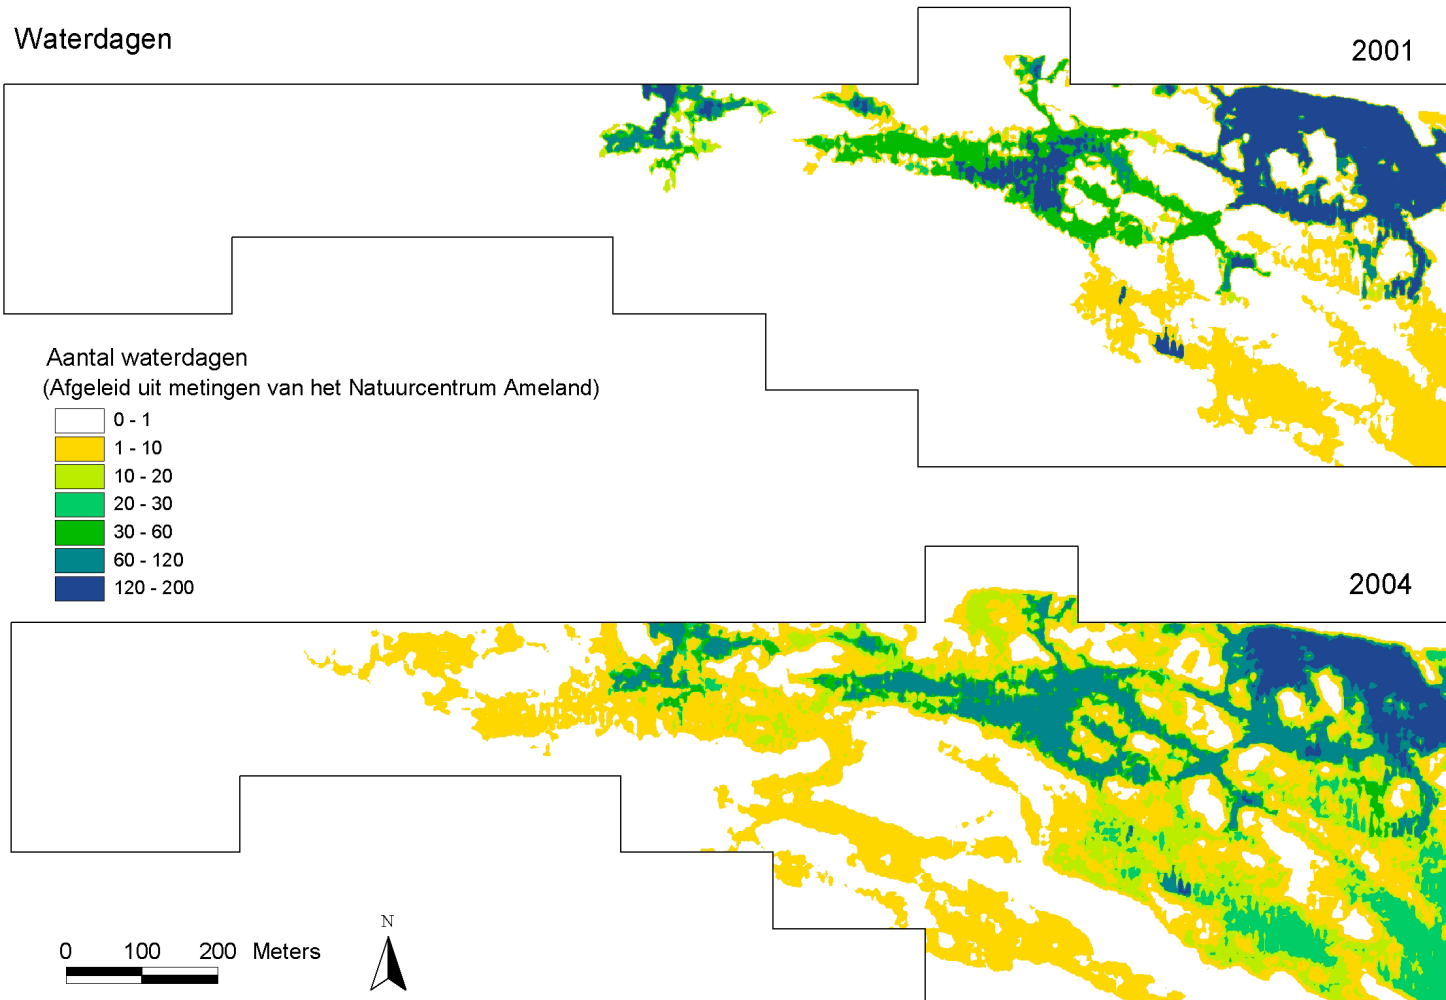 Waterdagen
2001
Aantal waterdagen
(Afgeleid uit metingen van het Natuurcentrum Ameland)
0 - 1
1 - 10
10 - 20
20 - 30
30 - 60
60 - 120
120 - 200
2004
N
0 100 200 Meters